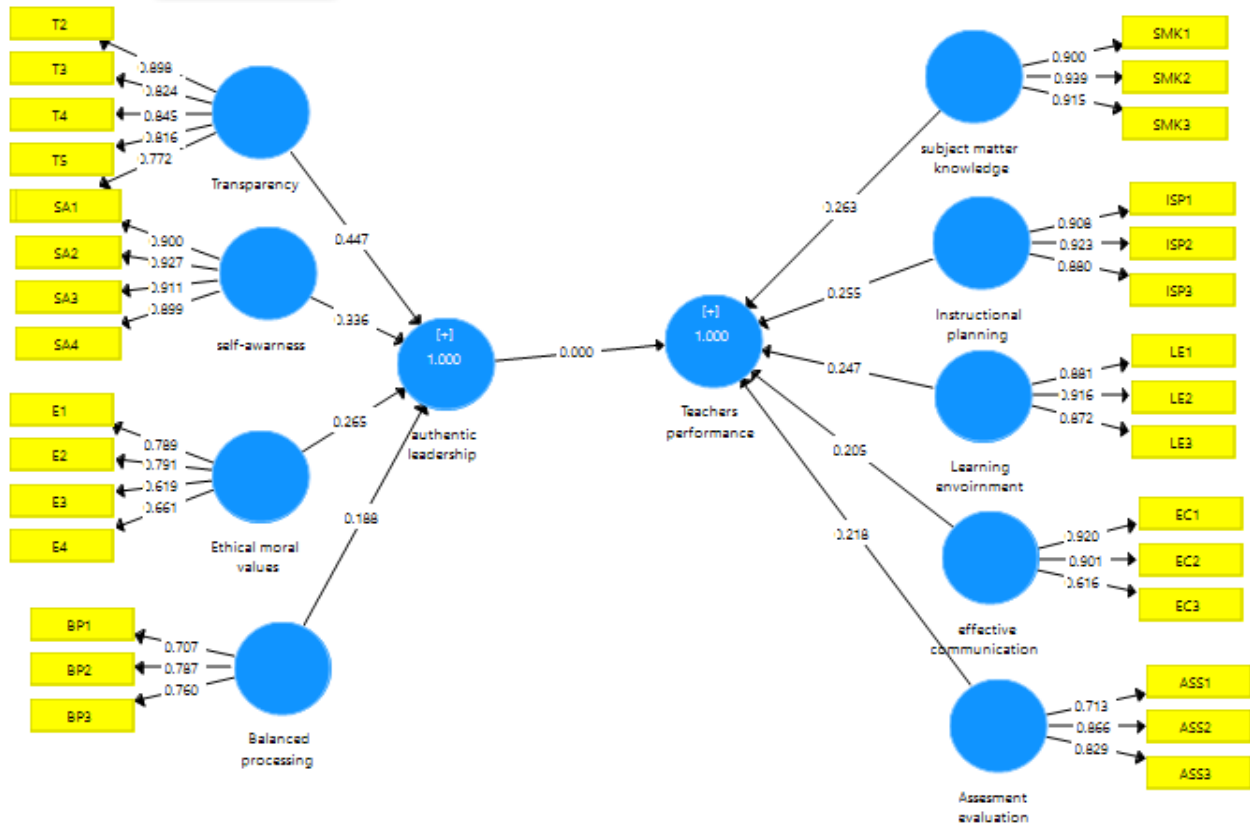 T2
T3
T4
T5
0.898
0.824
0.845
0.816
0.772
Transparency
SA1
SA2
SA3
SA4
0.900
0.927
0.911
0.899
self-awarness
E1
E2
E3
E4
0.789
0.791
0.619
0.661
Ethical moral
values
BP1
BP2
BP3
0.707
0.787
0.760
Balanced
processing
0.447
0.336
0.265
0.188
[+]
1.000
authentic
leadership
0.000
[+]
1.000
Teachers
performance
0.263
0.255
0.247
0.205
0.218
subject matter
knowledge
0.900
0.939
0.915
SMK1
SMK2
SMK3
Instructional
planning
0.908
0.923
0.880
ISP1
ISP2
ISP3
Learning
envoirnment
0.881
0.916
0.872
LE1
LE2
LE3
effective
communication
0.920
0.901
0.616
EC1
EC2
EC3
Assesment
evaluation
0.713
0.866
0.829
ASS1
ASS2
ASS3